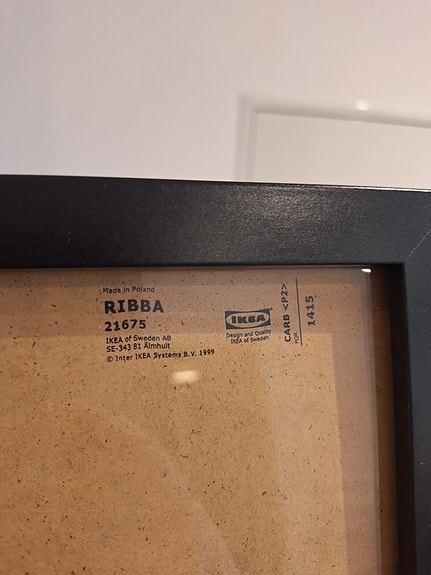 Made in Poland
RIBBA
21675
IKEA of Sweden AB
SE-343 81 Älmhult
© Inter IKEA Systems B.V. 1999
IKEA
Design and Quality
IKEA of Sweden
CARB <P2>
1415